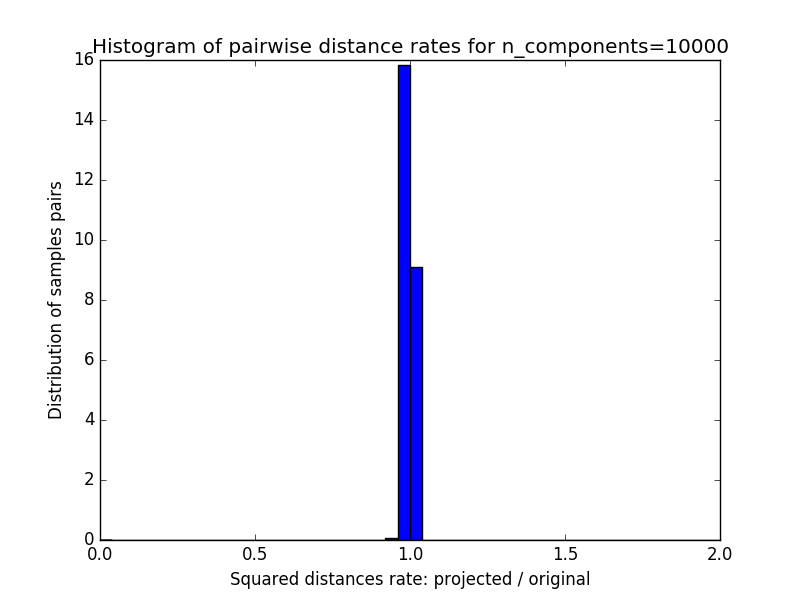 Histogram of pairwise distance rates for n_components=10000
16
14
12
10
8
6
4
2
0
Distribution of samples pairs
0.0 0.5 1.0 1.5 2.0
Squared distances rate: projected / original